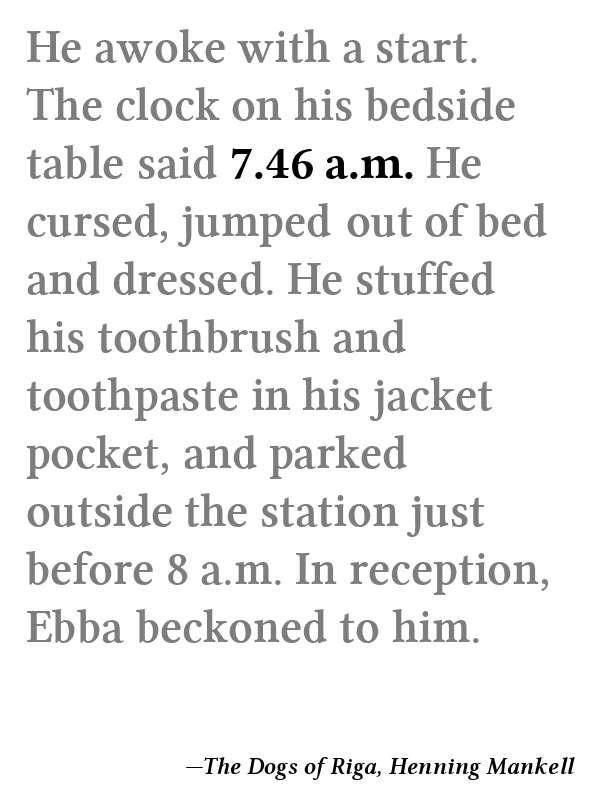 He awoke with a start.
The clock on his bedside
table said 7.46 a.m. He
cursed, jumped out of bed
and dressed. He stuffed
his toothbrush and
toothpaste in his jacket
pocket, and parked
outside the station just
before 8 a.m. In reception,
Ebba beckoned to him.
—The Dogs of Riga, Henning Mankell